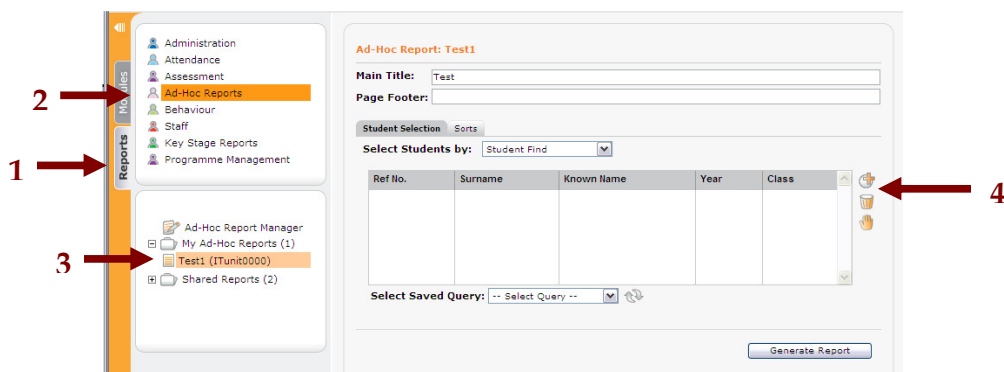 Modules
Reports
1
2
3
4
Administration
Attendance
Assessment
Ad-Hoc Reports
Behaviour
Staff
Key Stage Reports
Programme Management
Ad-Hoc Report Manager
My Ad-Hoc Reports (1)
Test1 (ITunit0000)
Shared Reports (2)
Ad-Hoc Report: Test1
Main Title: Test
Page Footer:
Student Selection Sorts
Select Students by: Student Find
Ref No. Surname Known Name Year Class
Select Saved Query: -- Select Query --
Generate Report